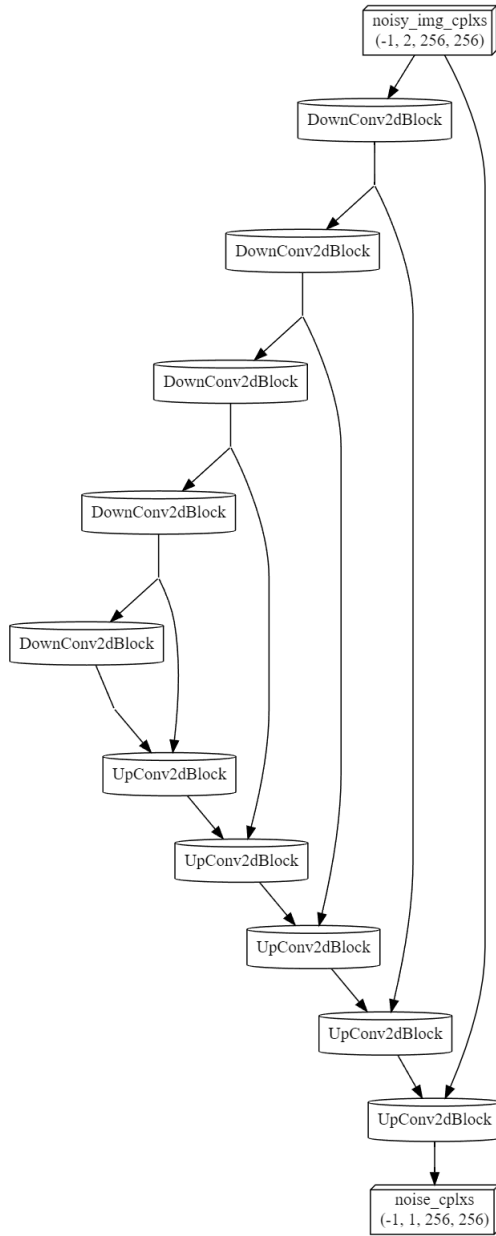 noisy_img_cplxs
(-1, 2, 256, 256)
DownConv2dBlock
DownConv2dBlock
DownConv2dBlock
DownConv2dBlock
DownConv2dBlock
UpConv2dBlock
UpConv2dBlock
UpConv2dBlock
UpConv2dBlock
UpConv2dBlock
noise_cplxs
(-1, 1, 256, 256)